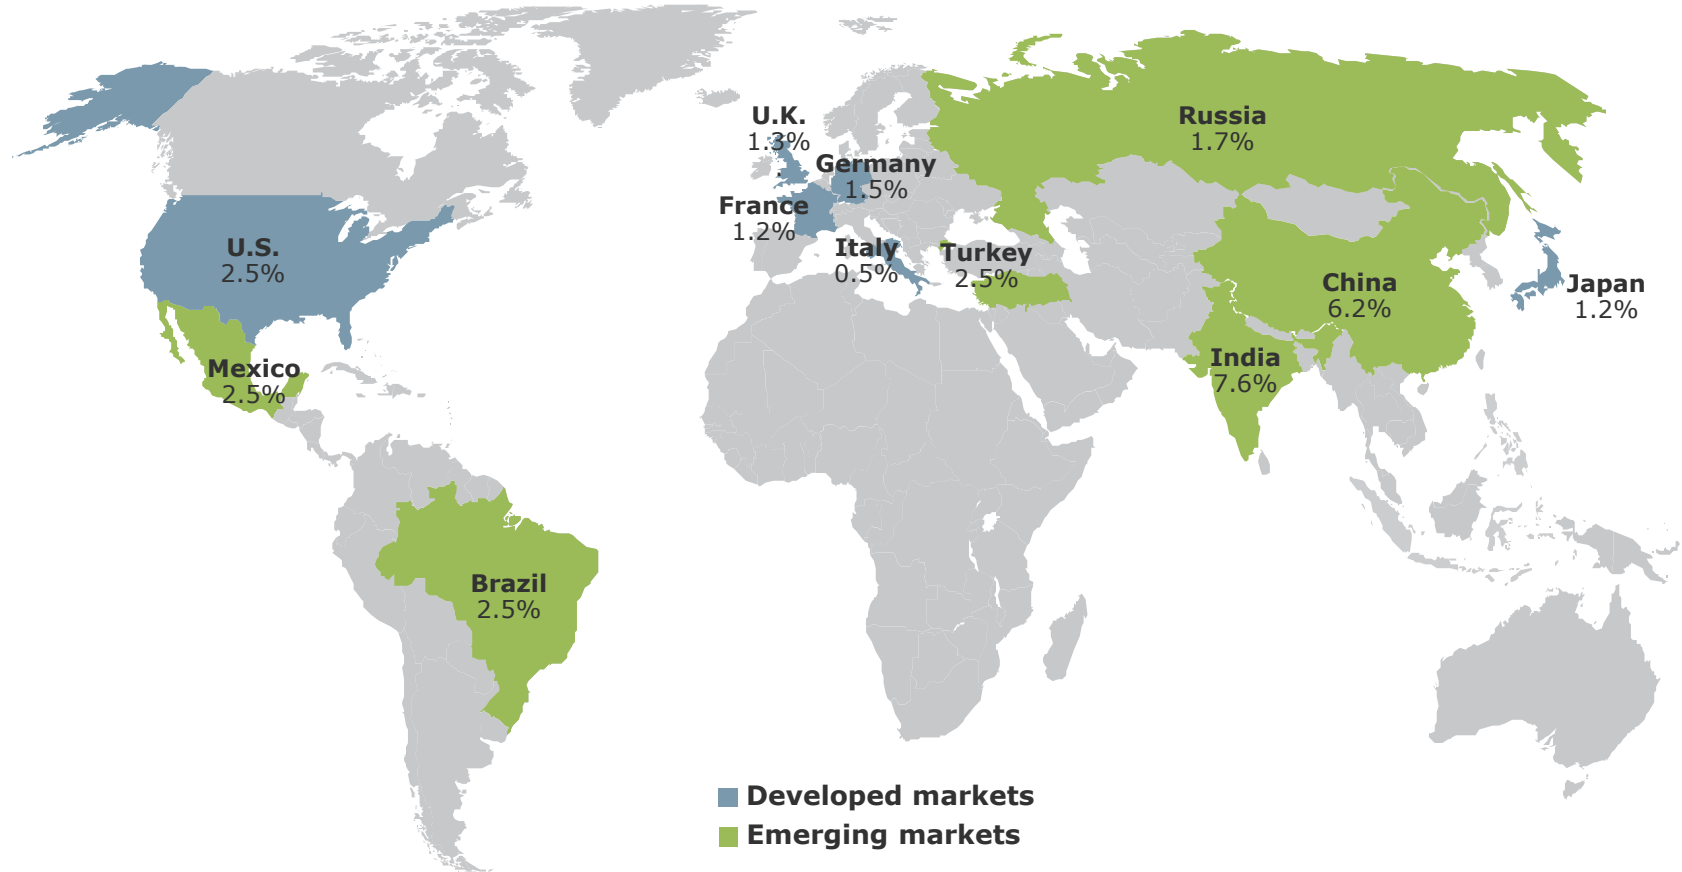 Russia
1.7%
U.K.
1.3%
Germany
1.5%
France
1.2%
U.S.
2.5%
Italy
0.5%
Turkey
2.5%
China
6.2%
Japan
1.2%
Mexico
2.5%
India
7.6%
Brazil
2.5%
Developed markets
Emerging markets